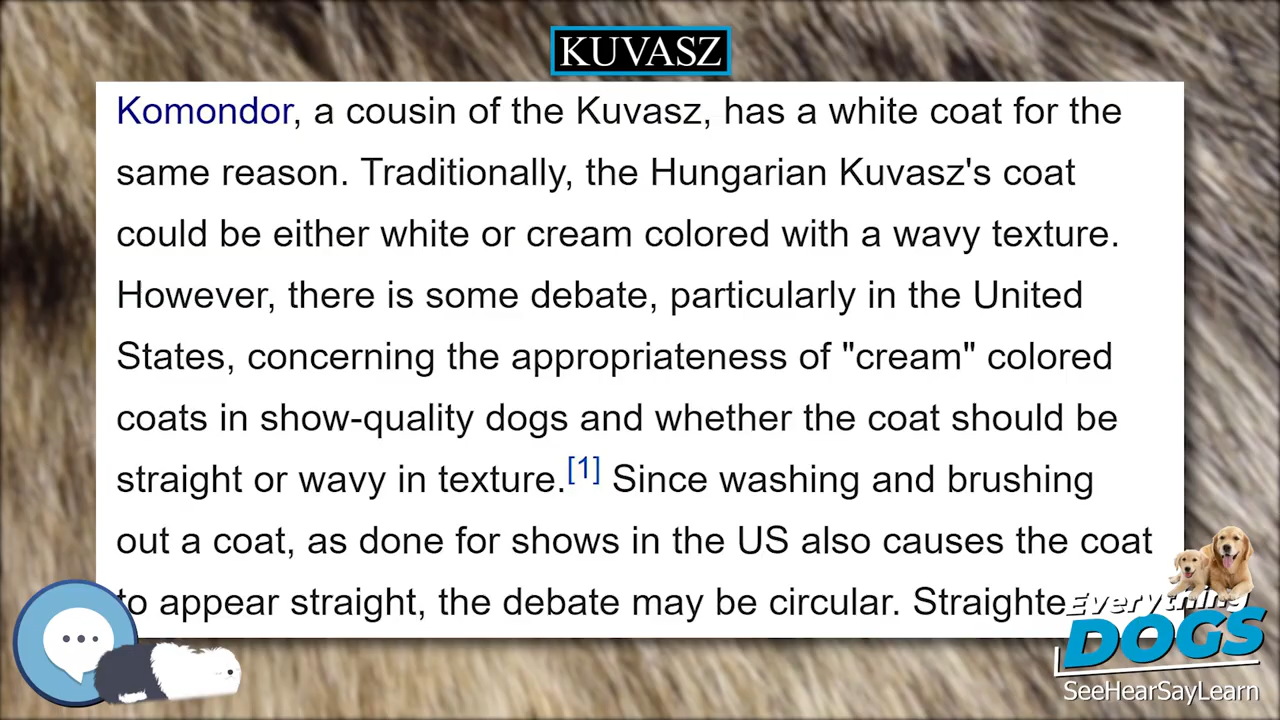 KUVASZ
Komondor, a cousin of the Kuvasz, has a white coat for the
same reason. Traditionally, the Hungarian Kuvasz's coat
could be either white or cream colored with a wavy texture.
However, there is some debate, particularly in the United
States, concerning the appropriateness of "cream" colored
coats in show-quality dogs and whether the coat should be
straight or wavy in texture.[1] Since washing and brushing
out a coat, as done for shows in the US also causes the coat
to appear straight, the debate may be circular. Straighte
Everything
DOGS
SeeHearSayLearn